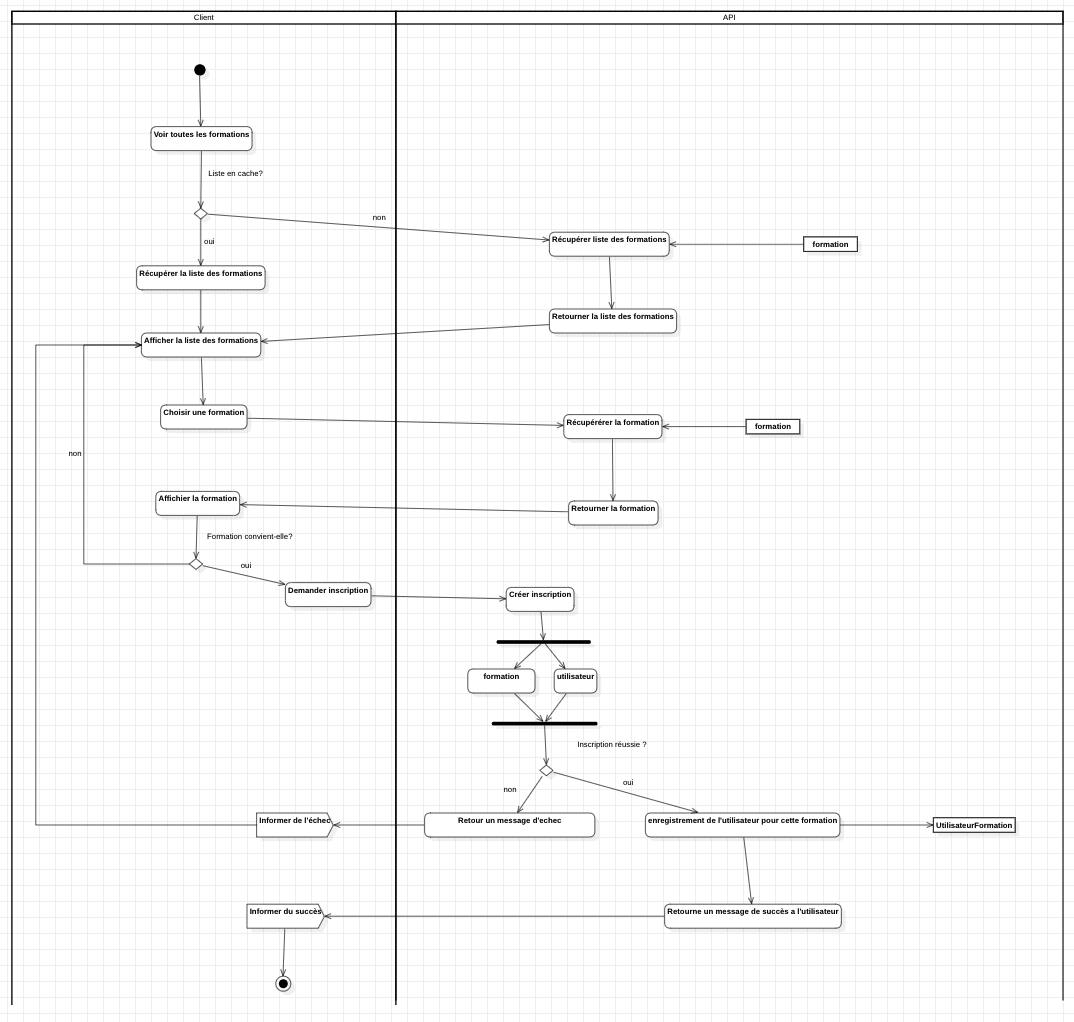 Client
API
Voir toutes les formations
Liste en cache?
non
oui
Récupérer liste des formations
formation
Récupérer la liste des formations
Retourner la liste des formations
Afficher la liste des formations
Choisir une formation
Récupérérer la formation
formation
non
Affichier la formation
Retourner la formation
Formation convient-elle?
oui
Demander inscription
Créer inscription
formation
utilisateur
Inscription réussie ?
non
oui
Informer de l'échec
Retour un message d'echec
enregistrement de l'utilisateur pour cette formation
UtilisateurFormation
Informer du succès
Retourne un message de succès a l'utilisateur